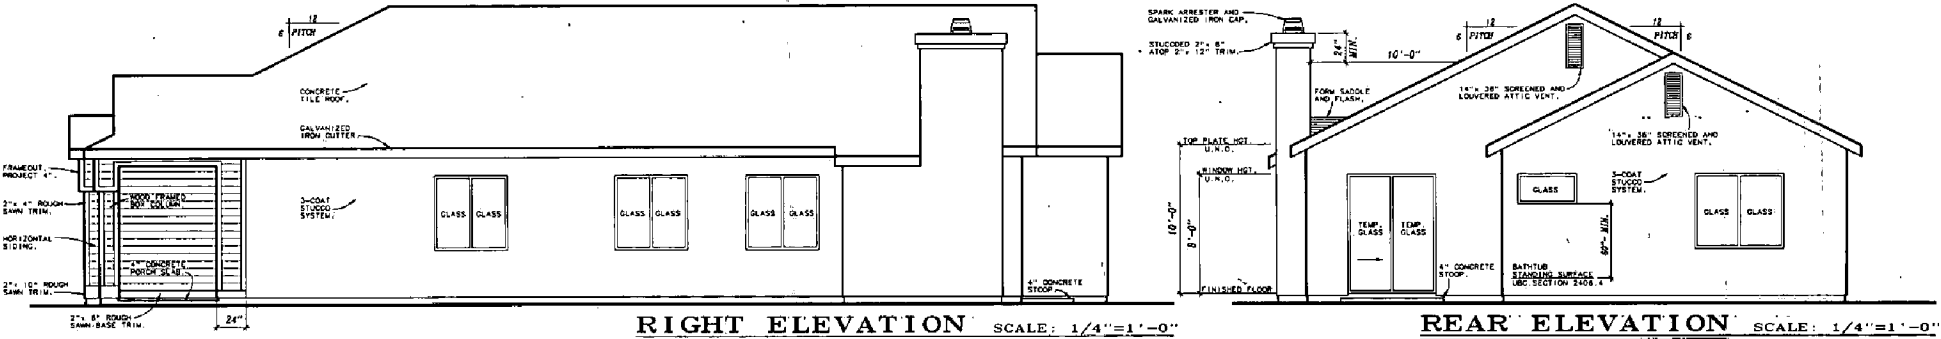 12
6
PITCH
CONCRETE
TILE ROOF.
GALVANIZED
IRON GUTTER
FRAMEOUT,
PROJECT 4".
2"x 4" ROUGH
SAWN TRIM.
WOOD FRAMED
BOX COLUMN.
HORIZONTAL
SIDING.
4" CONCRETE
PORCH SLAB.
2"x 10" ROUGH
SAWN TRIM.
2"x 6" ROUGH
SAWN BASE TRIM.
24"
3-COAT
STUCCO
SYSTEM.
GLASS GLASS
GLASS GLASS
GLASS GLASS
4" CONCRETE
STOOP
RIGHT ELEVATION SCALE: 1/4"=1'-0"
SPARK ARRESTER AND
GALVANIZED IRON CAP.
STUCCOED 2"x 6"
ATOP 2"x 12" TRIM.
24" MIN.
10'-0"
12
6
PITCH
12
PITCH 6
FORM SADDLE
AND FLASH.
14"x 36" SCREENED AND
LOUVERED ATTIC VENT.
14"x 36" SCREENED AND
LOUVERED ATTIC VENT.
TOP PLATE HGT.
U.N.O.
WINDOW HGT.
U.N.O.
10'-0"
8'-0"
FINISHED FLOOR
TEMP. GLASS
TEMP. GLASS
GLASS
3-COAT
STUCCO
SYSTEM.
GLASS GLASS
60" MIN.
4" CONCRETE
STOOP.
BATHTUB
STANDING SURFACE
UBC.SECTION 2406.4
REAR ELEVATION SCALE: 1/4"=1'-0"